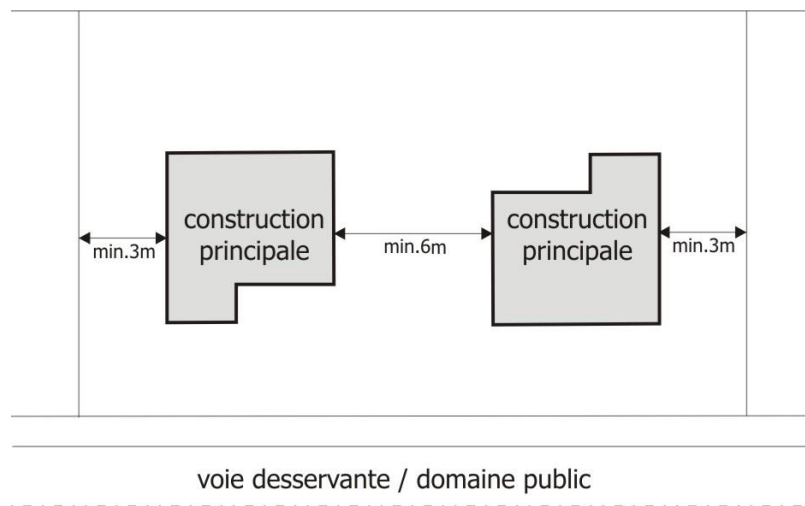 construction
principale
construction
principale
min.3m
min.6m
min.3m
voie desservante / domaine public